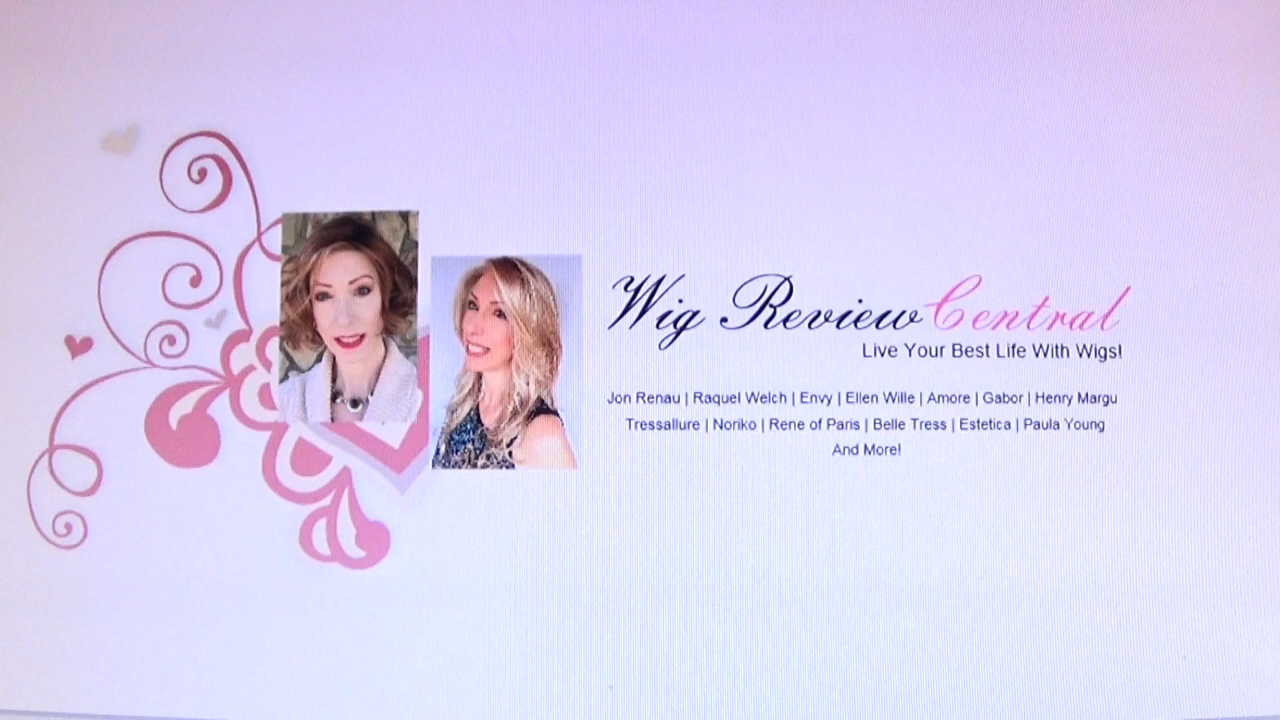 Wig Review Central
Live Your Best Life With Wigs!
Jon Renau | Raquel Welch | Envy | Ellen Wille | Amore | Gabor | Henry Margu
Tressallure | Noriko | Rene of Paris | Belle Tress | Estetica | Paula Young
And More!